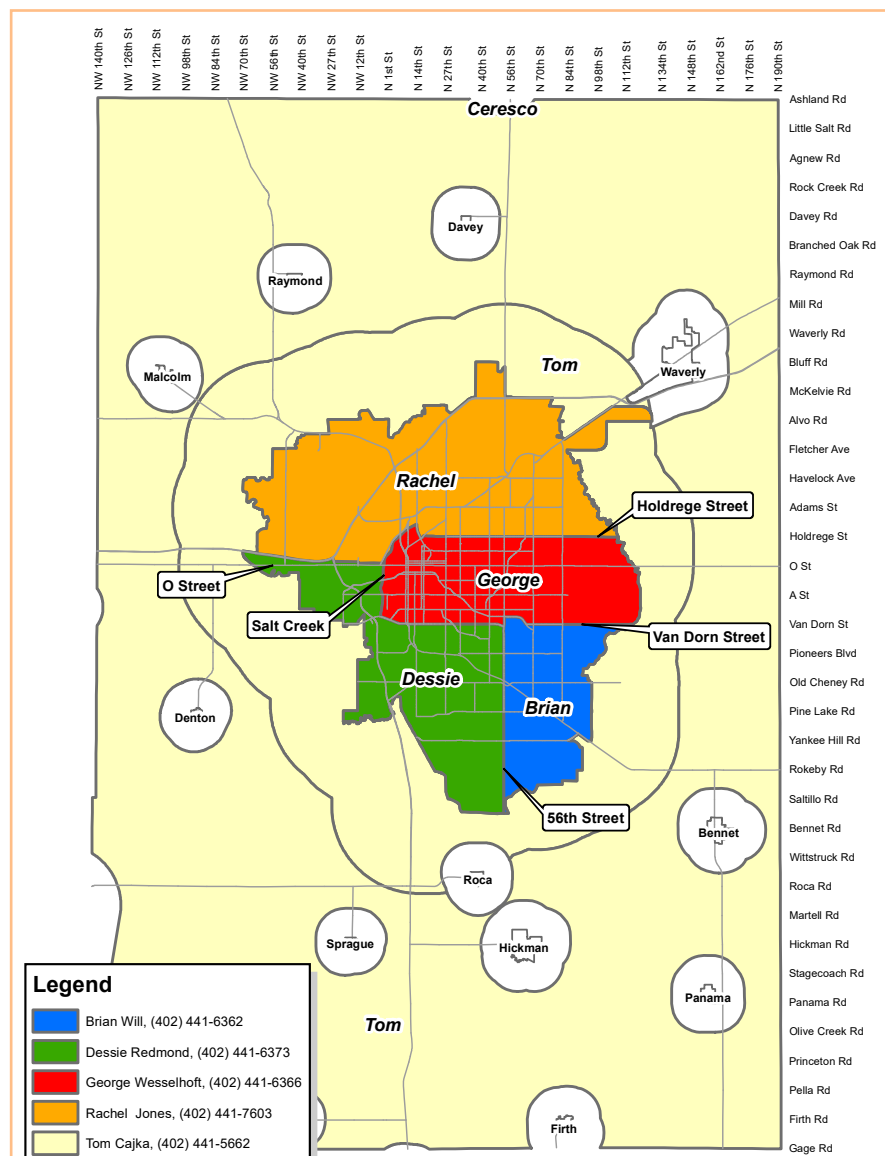 NW 140th St
NW 126th St
NW 112th St
NW 98th St
NW 84th St
NW 70th St
NW 56th St
NW 40th St
NW 27th St
NW 12th St
N 1st St
N 14th St
N 27th St
N 40th St
N 56th St
N 70th St
N 84th St
N 98th St
N 112th St
N 134th St
N 148th St
N 162nd St
N 176th St
N 190th St
Ashland Rd
Ceresco
Little Salt Rd
Agnew Rd
Rock Creek Rd
Davey Rd
Davey
Branched Oak Rd
Raymond Rd
Raymond
Mill Rd
Waverly Rd
Bluff Rd
Tom
Waverly
Malcolm
McKelvie Rd
Alvo Rd
Fletcher Ave
Havelock Ave
Rachel
Adams St
Holdrege Street
Holdrege St
O St
George
O Street
A St
Salt Creek
Van Dorn St
Van Dorn Street
Pioneers Blvd
Dessie
Old Cheney Rd
Brian
Pine Lake Rd
Denton
Yankee Hill Rd
Rokeby Rd
Saltillo Rd
56th Street
Bennet Rd
Bennet
Wittstruck Rd
Roca
Roca Rd
Martell Rd
Sprague
Hickman
Hickman Rd
Stagecoach Rd
Panama
Panama Rd
Tom
Olive Creek Rd
Princeton Rd
Pella Rd
Firth
Firth Rd
Gage Rd
Legend
Brian Will, (402) 441-6362
Dessie Redmond, (402) 441-6373
George Wesselhoft, (402) 441-6366
Rachel  Jones, (402) 441-7603
Tom Cajka, (402) 441-5662